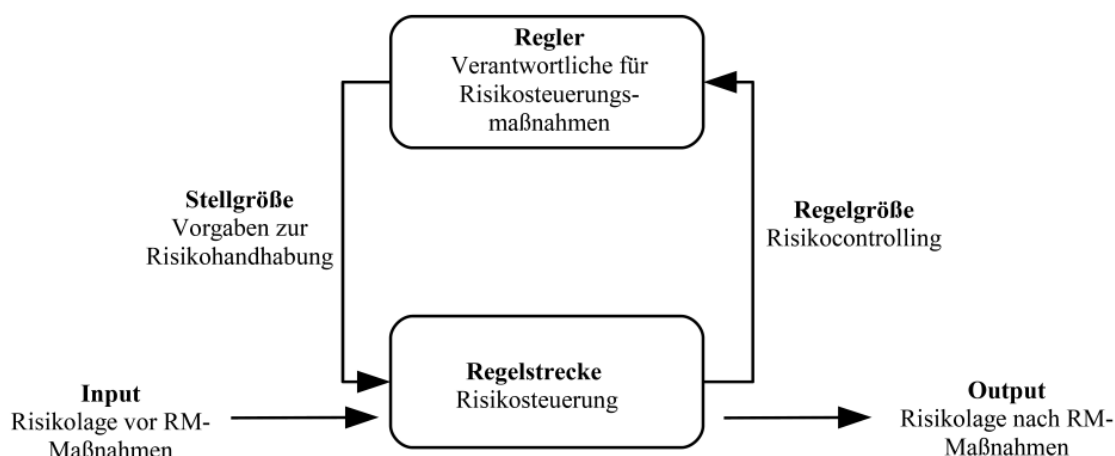 Regler
Verantwortliche für
Risikosteuerungs-
maßnahmen
Stellgröße
Vorgaben zur
Risikohandhabung
Regelgröße
Risikocontrolling
Input
Risikolage vor RM-
Maßnahmen
Regelstrecke
Risikosteuerung
Output
Risikolage nach RM-
Maßnahmen